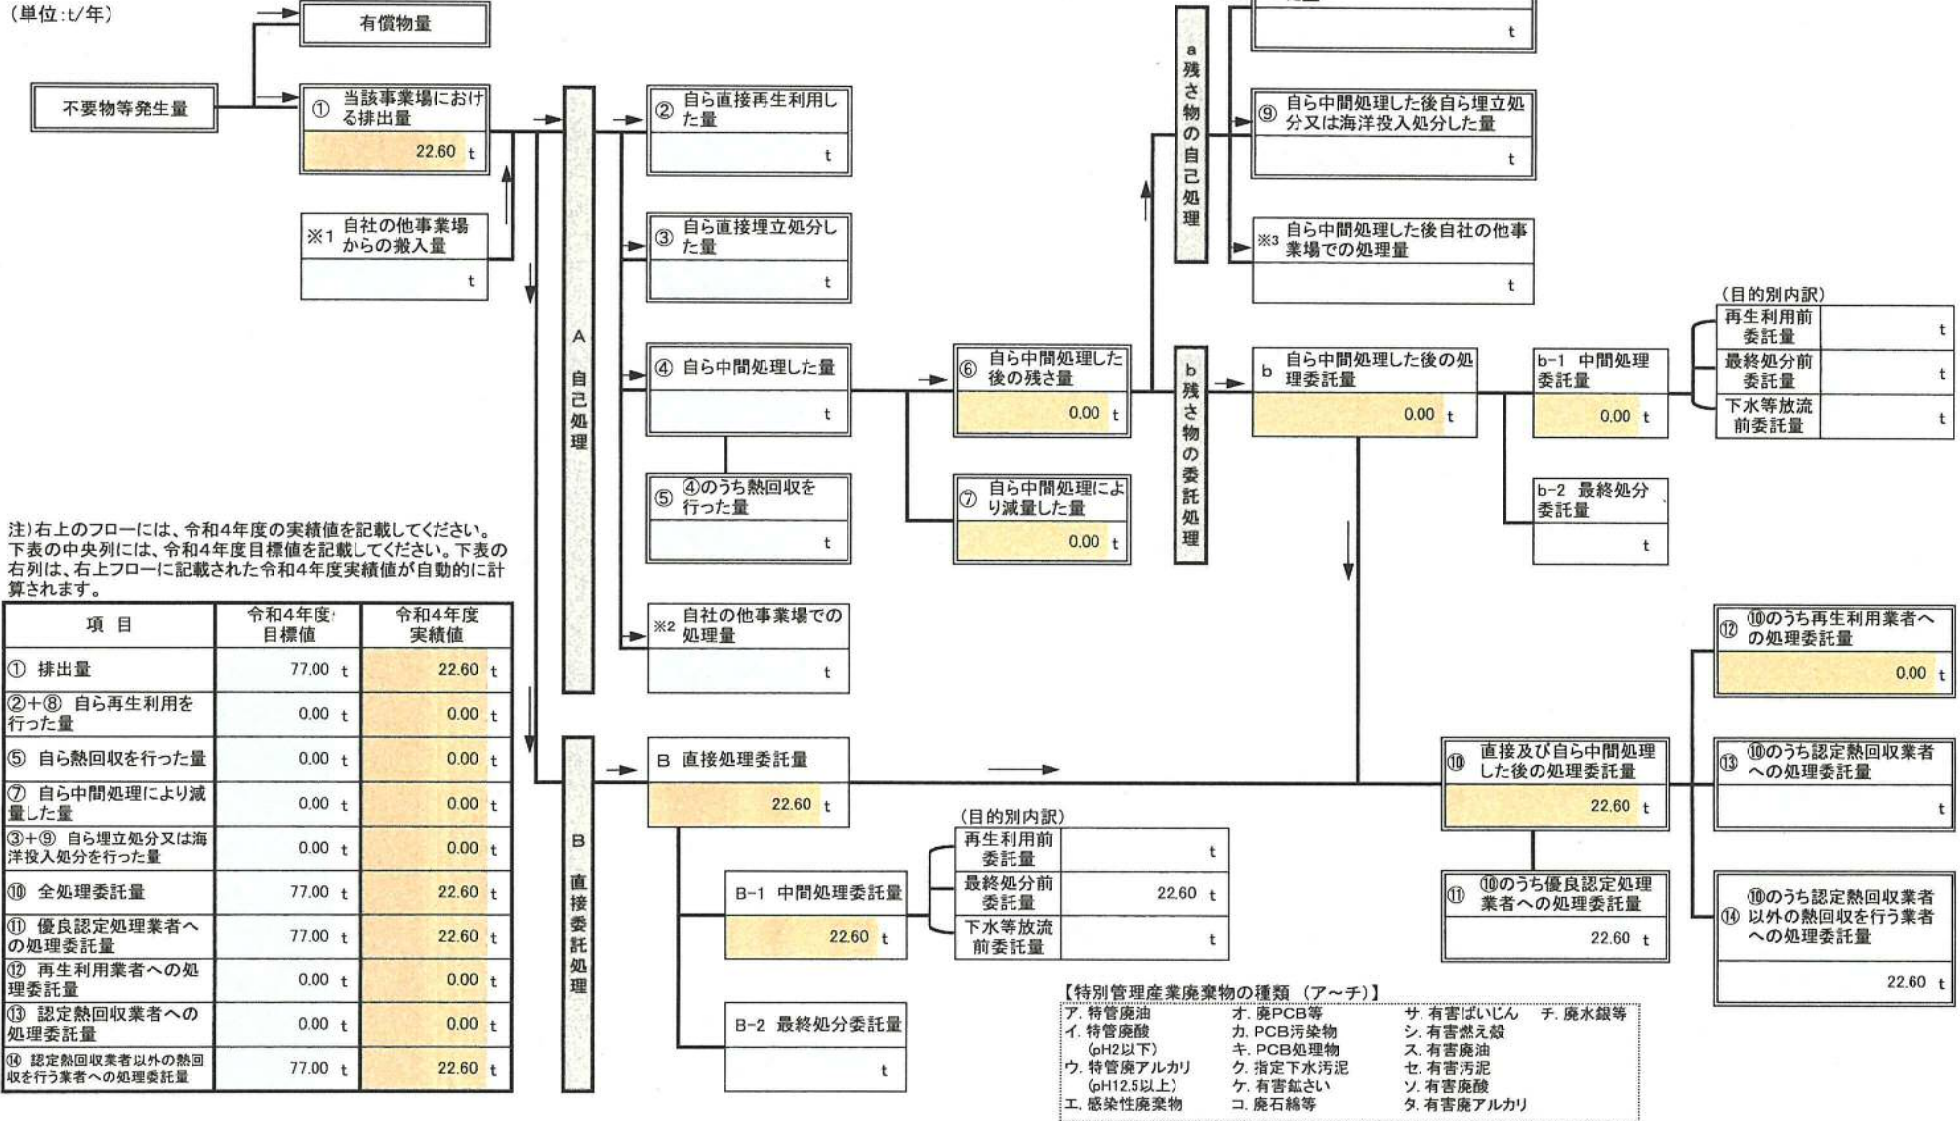 (単位:t/年)
有償物量
不要物等発生量
① 当該事業場におけ
る排出量
22.60 t
※1 自社の他事業場
からの搬入量
t
A 自己処理
② 自ら直接再生利用し
た量
t
③ 自ら直接埋立処分し
た量
t
④ 自ら中間処理した量
t
⑤ ④のうち熱回収を
行った量
t
※2 自社の他事業場での
処理量
t
⑥ 自ら中間処理した
後の残さ量
0.00 t
⑦ 自ら中間処理によ
り減量した量
0.00 t
a 残さ物の自己処理
t
⑨ 自ら中間処理した後自ら埋立処
分又は海洋投入処分した量
t
※3 自ら中間処理した後自社の他事
業場での処理量
t
b 残さ物の委託処理
b 自ら中間処理した後の処
理委託量
0.00 t
b-1 中間処理
委託量
0.00 t
b-2 最終処分
委託量
t
(目的別内訳)
再生利用前
委託量 t
最終処分前
委託量 t
下水等放流
前委託量 t
注)右上のフローには、令和4年度の実績値を記載してください。
下表の中央列には、令和4年度目標値を記載してください。下表の
右列は、右上フローに記載された令和4年度実績値が自動的に計
算されます。
項 目 令和4年度 目標値 令和4年度 実績値
① 排出量 77.00 t 22.60 t
②+⑧ 自ら再生利用を
行った量 0.00 t 0.00 t
⑤ 自ら熱回収を行った量 0.00 t 0.00 t
⑦ 自ら中間処理により減
量した量 0.00 t 0.00 t
③+⑨ 自ら埋立処分又は海
洋投入処分を行った量 0.00 t 0.00 t
⑩ 全処理委託量 77.00 t 22.60 t
⑪ 優良認定処理業者へ
の処理委託量 77.00 t 22.60 t
⑫ 再生利用業者への処
理委託量 0.00 t 0.00 t
⑬ 認定熱回収業者への
処理委託量 0.00 t 0.00 t
⑭ 認定熱回収業者以外の熱回
収を行う業者への処理委託量 77.00 t 22.60 t
B 直接委託処理
B 直接処理委託量
22.60 t
B-1 中間処理委託量
22.60 t
B-2 最終処分委託量
t
(目的別内訳)
再生利用前
委託量 t
最終処分前
委託量 22.60 t
下水等放流
前委託量 t
⑩ 直接及び自ら中間処理
した後の処理委託量
22.60 t
⑪ ⑩のうち優良認定処理
業者への処理委託量
22.60 t
⑫ ⑩のうち再生利用業者へ
の処理委託量
0.00 t
⑬ ⑩のうち認定熱回収業者
への処理委託量
t
⑭ ⑩のうち認定熱回収業者
以外の熱回収を行う業者
への処理委託量
22.60 t
【特別管理産業廃棄物の種類 (ア~チ)】
ア. 特管廃油 オ. 廃PCB等 サ. 有害ばいじん チ. 廃水銀等
イ. 特管廃酸 カ. PCB汚染物 シ. 有害燃え殻
(pH2以下) キ. PCB処理物 ス. 有害廃油
ウ. 特管廃アルカリ ク. 指定下水汚泥 セ. 有害汚泥
(pH12.5以上) ケ. 有害鉱さい ソ. 有害廃酸
エ. 感染性廃棄物 コ. 廃石綿等 タ. 有害廃アルカリ